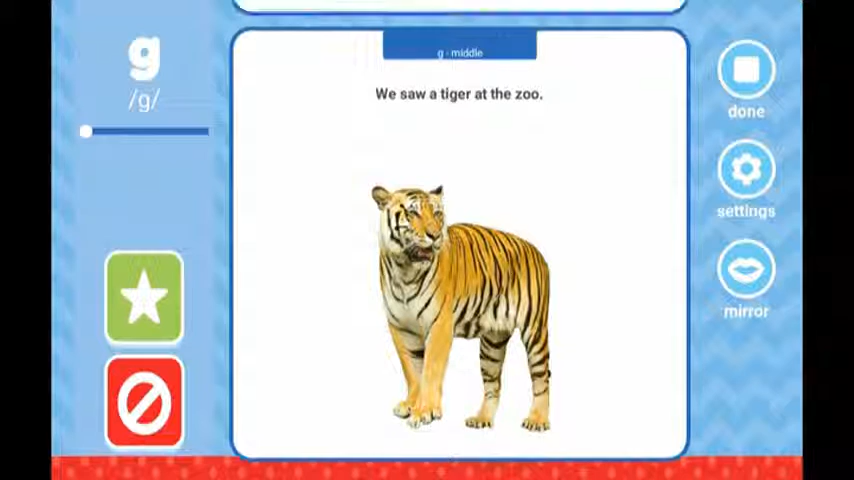 g
/g/
g - middle
We saw a tiger at the zoo.
done
settings
mirror